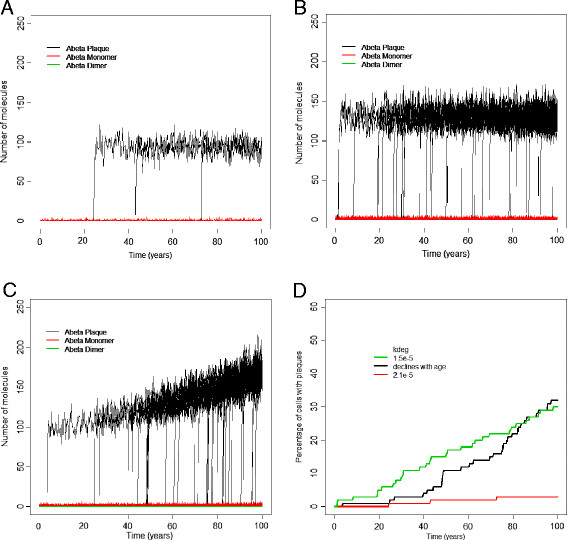 A
Abeta Plaque
Abeta Monomer
Abeta Dimer
Number of molecules
0 50 100 150 200 250
0 20 40 60 80 100
Time (years)
B
Abeta Plaque
Abeta Monomer
Abeta Dimer
Number of molecules
0 50 100 150 200 250
0 20 40 60 80 100
Time (years)
C
Abeta Plaque
Abeta Monomer
Abeta Dimer
Number of molecules
0 50 100 150 200 250
0 20 40 60 80 100
Time (years)
D
kdeg
1.5e-5
declines with age
2.1e-5
Percentage of cells with plaques
0 10 20 30 40 50 60
0 20 40 60 80 100
Time (years)